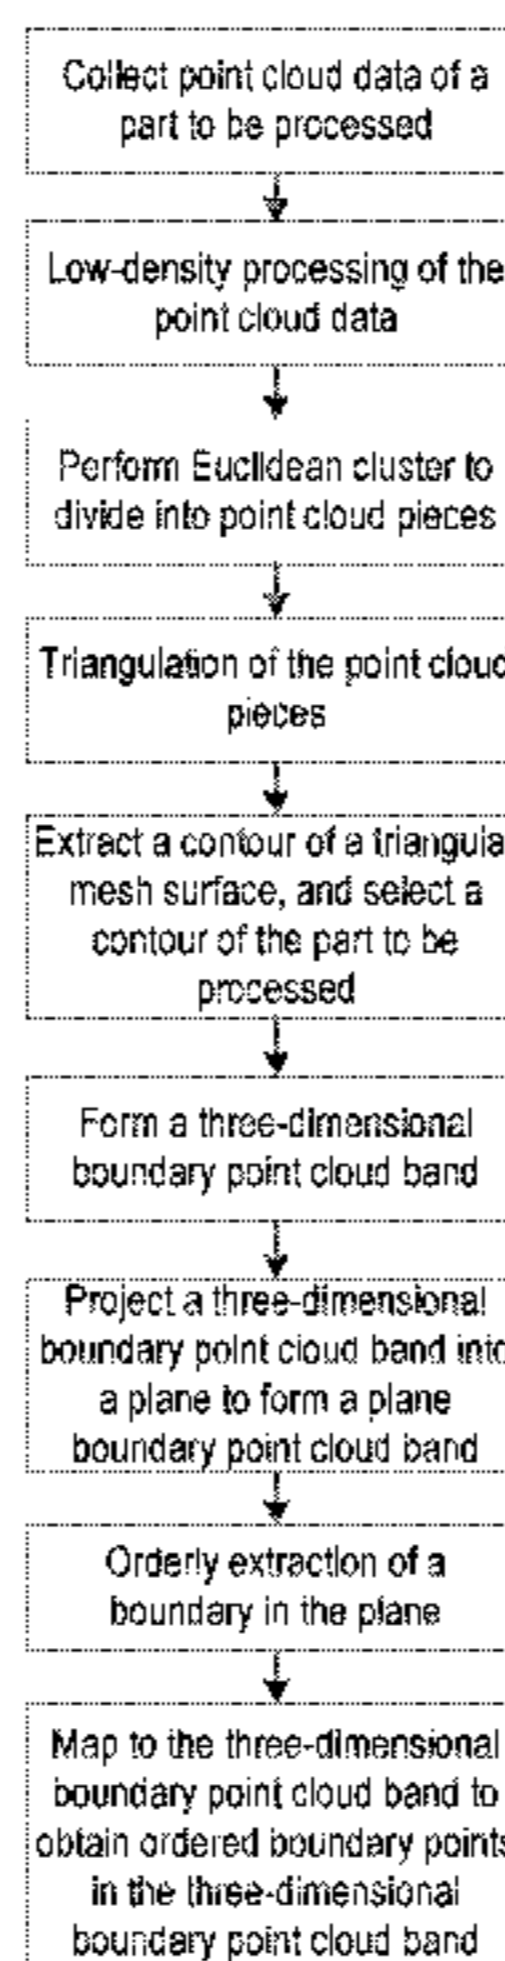 Collect point cloud data of a
part to be processed
Low-density processing of the
point cloud data
Perform Euclidean cluster to
divide into point cloud pieces
Triangulation of the point cloud
pieces
Extract a contour of a triangula
mesh surface, and select a
contour of the part to be
processed
Form a three-dimensional
boundary point cloud band
Project a three-dimensional
boundary point cloud band into
a plane to form a plane
boundary point cloud band
Orderly extraction of a
boundary in the plane
Map to the three-dimensional
boundary point cloud band to
obtain ordered boundary points
in the three-dimensional
boundary point cloud band